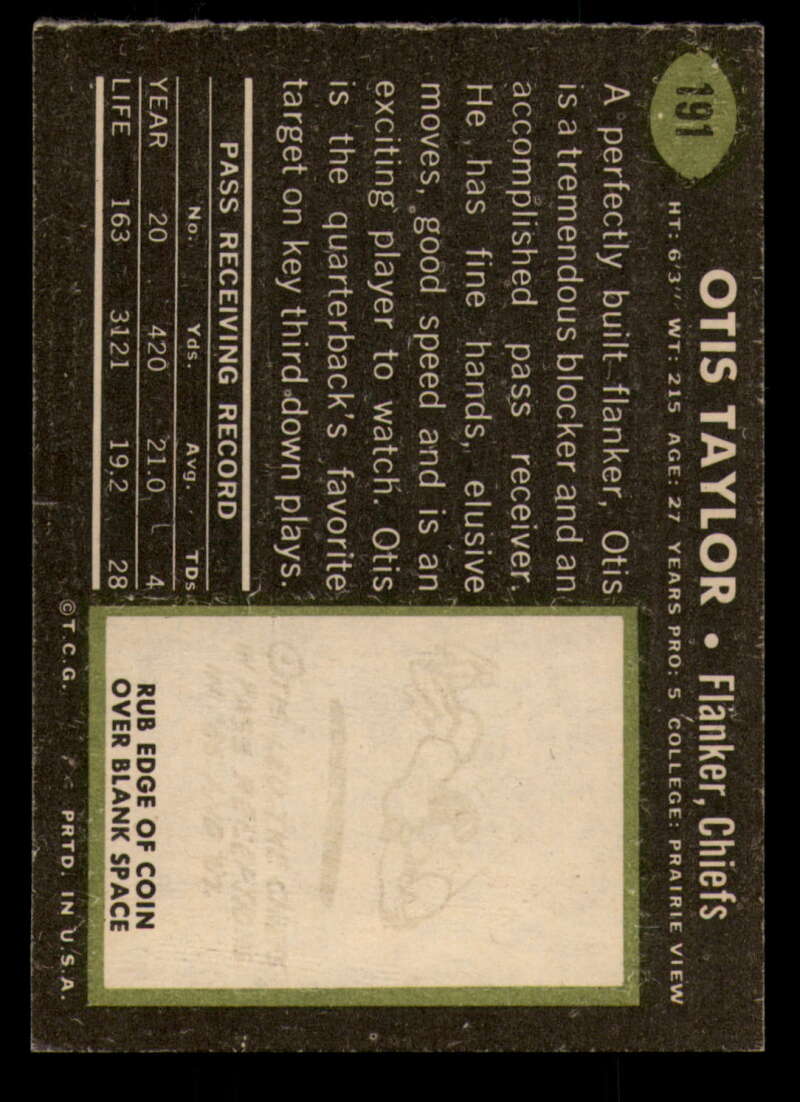 191
OTIS TAYLOR • Flanker, Chiefs
HT: 6'3" WT: 215 AGE: 27 YEARS PRO: 5 COLLEGE: PRAIRIE VIEW
A perfectly built flanker, Otis
is a tremendous blocker and an
accomplished pass receiver.
He has fine hands, elusive
moves, good speed and is an
exciting player to watch. Otis
is the quarterback's favorite
target on key third down plays.
PASS RECEIVING RECORD
No. Yds. Avg. TDs
YEAR 20 420 21.0 4
LIFE 163 3121 19.2 28
RUB EDGE OF COIN
OVER BLANK SPACE
©T.C.G. PRTD. IN U.S.A.